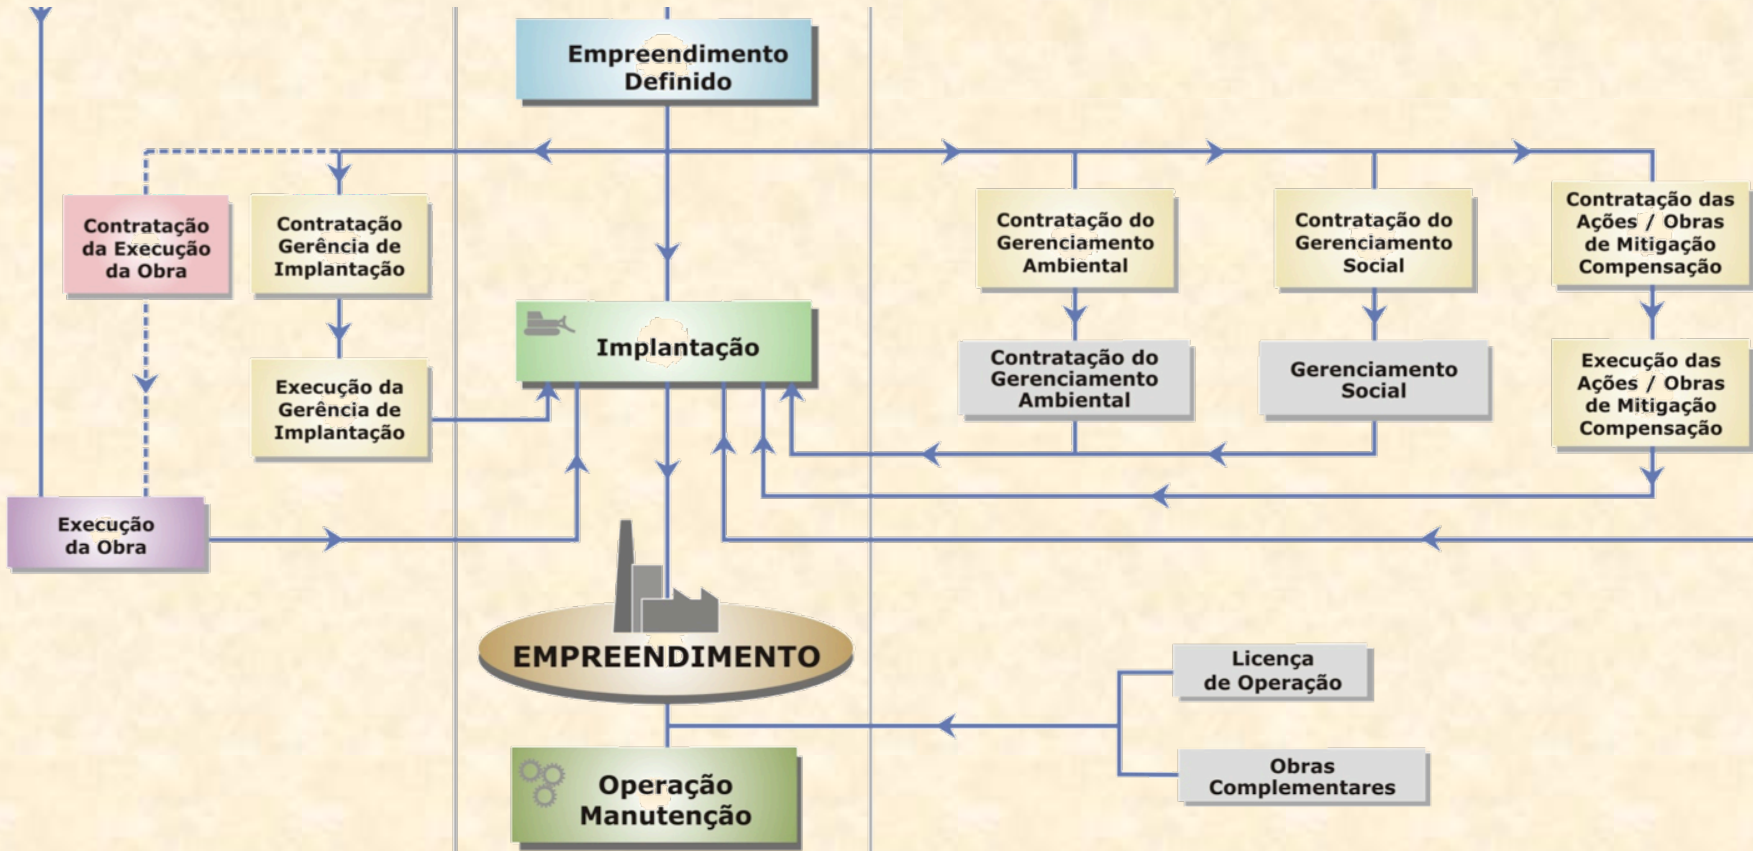 Empreendimento
Definido
Contratação
da Execução
da Obra
Contratação
Gerência de
Implantação
Contratação do
Gerenciamento
Ambiental
Contratação do
Gerenciamento
Social
Contratação das
Ações / Obras
de Mitigação
Compensação
Implantação
Execução da
Gerência de
Implantação
Contratação do
Gerenciamento
Ambiental
Gerenciamento
Social
Execução das
Ações / Obras
de Mitigação
Compensação
Execução
da Obra
EMPREENDIMENTO
Licença
de Operação
Operação
Manutenção
Obras
Complementares